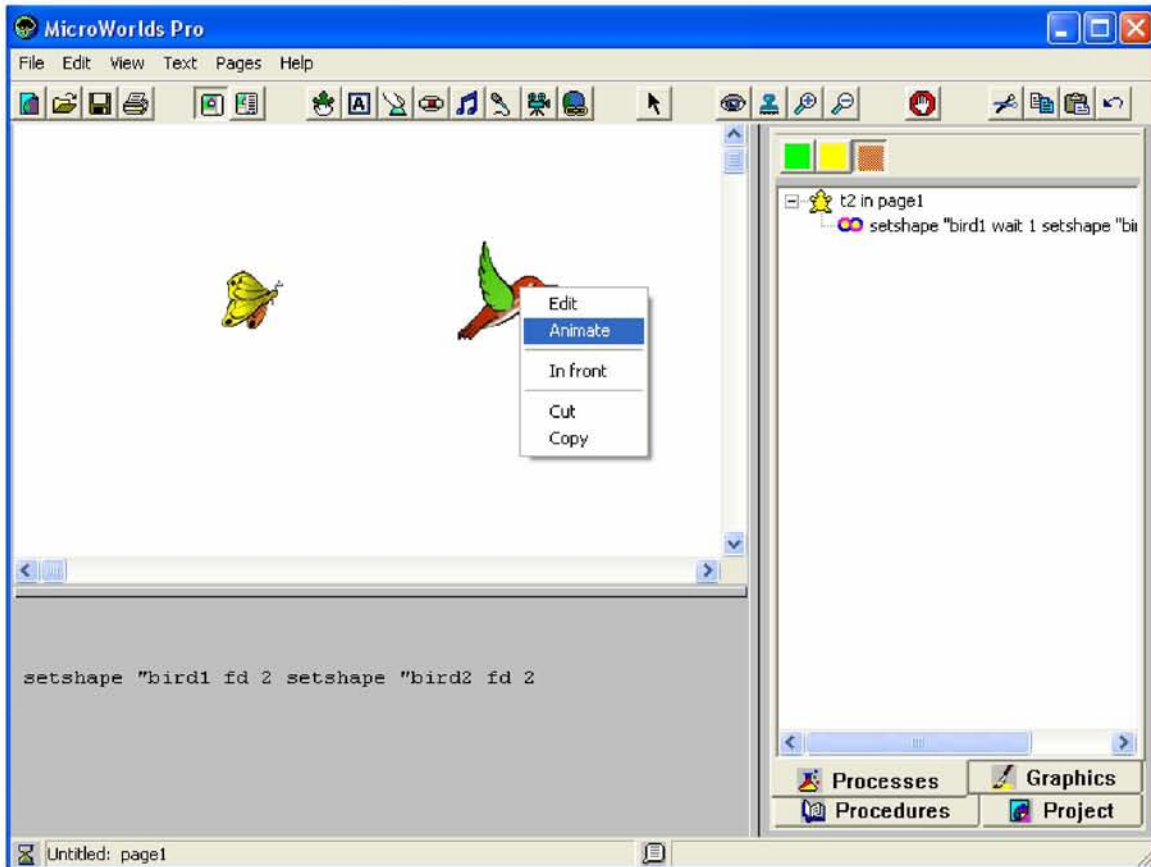 MicroWorlds Pro
File Edit View Text Pages Help
A
t2 in page1
setshape "bird1 wait 1 setshape "bi
Edit
Animate
In front
Cut
Copy
setshape "bird1 fd 2 setshape "bird2 fd 2
Processes
Graphics
Procedures
Project
Untitled: page1